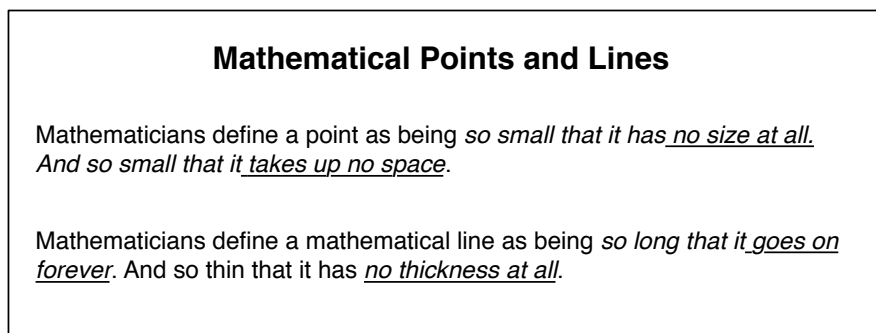 Mathematical Points and Lines
Mathematicians define a point as being so small that it has no size at all.
And so small that it takes up no space.
Mathematicians define a mathematical line as being so long that it goes on
forever. And so thin that it has no thickness at all.